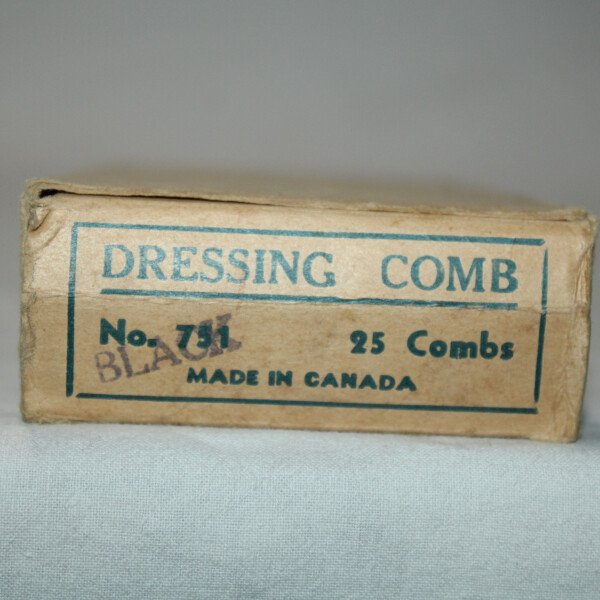 DRESSING COMB
No. 751 25 Combs
BLACK
MADE IN CANADA